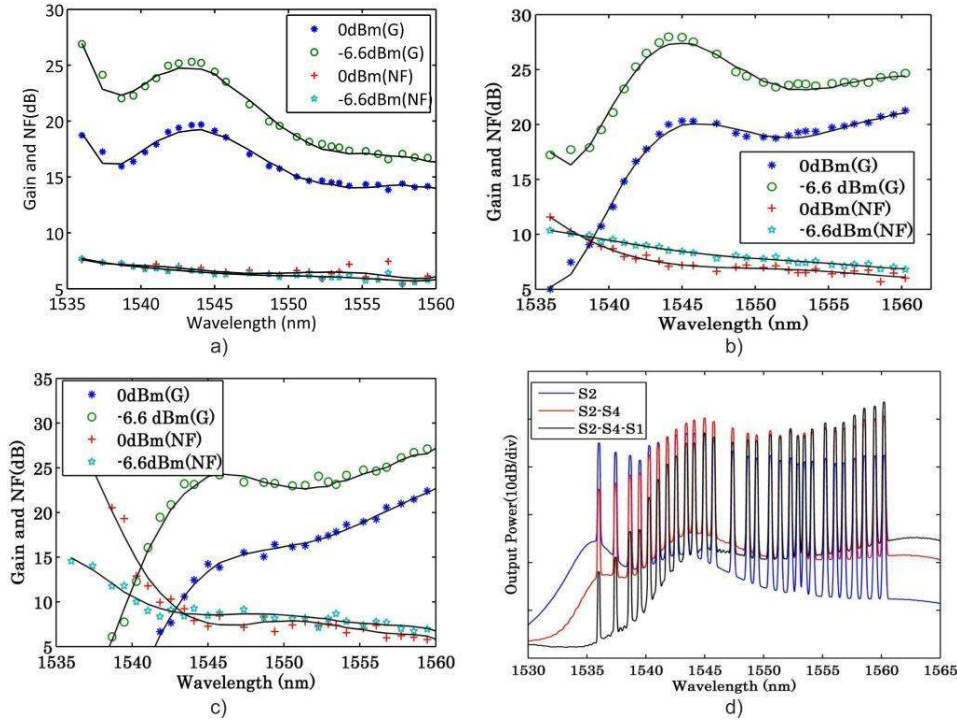 a)
Gain and NF(dB)
30
25
20
15
10
5
0dBm(G)
-6.6dBm(G)
0dBm(NF)
-6.6dBm(NF)
1535 1540 1545 1550 1555 1560
Wavelength (nm)
a)
b)
Gain and NF(dB)
30
25
20
15
10
5
0dBm(G)
-6.6 dBm(G)
0dBm(NF)
-6.6dBm(NF)
1535 1540 1545 1550 1555 1560
Wavelength (nm)
b)
Gain and NF(dB)
35
30
25
20
15
10
5
0dBm(G)
-6.6 dBm(G)
0dBm(NF)
-6.6dBm(NF)
1535 1540 1545 1550 1555 1560
Wavelength (nm)
c)
Output Power(10dB/div)
S2
S2-S4
S2-S4-S1
1530 1535 1540 1545 1550 1555 1560 1565
Wavelength (nm)
d)